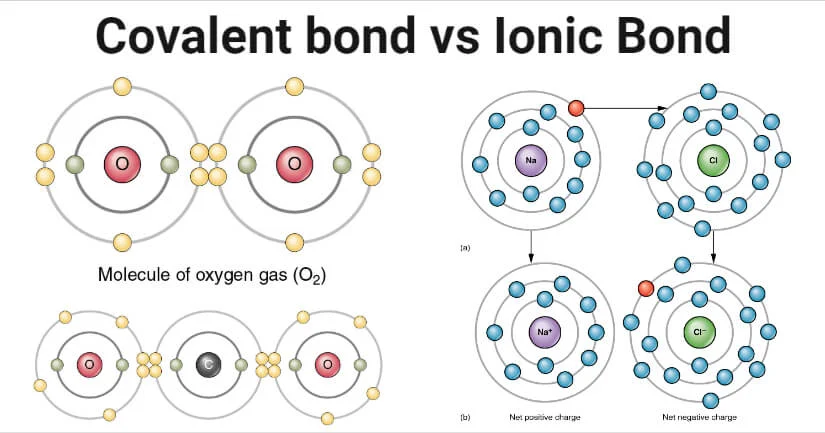 Covalent bond vs Ionic Bond
O
O
Molecule of oxygen gas (O₂)
O
C
O
Na
Cl
(a)
Na⁺
Cl⁻
(b)
Net positive charge
Net negative charge